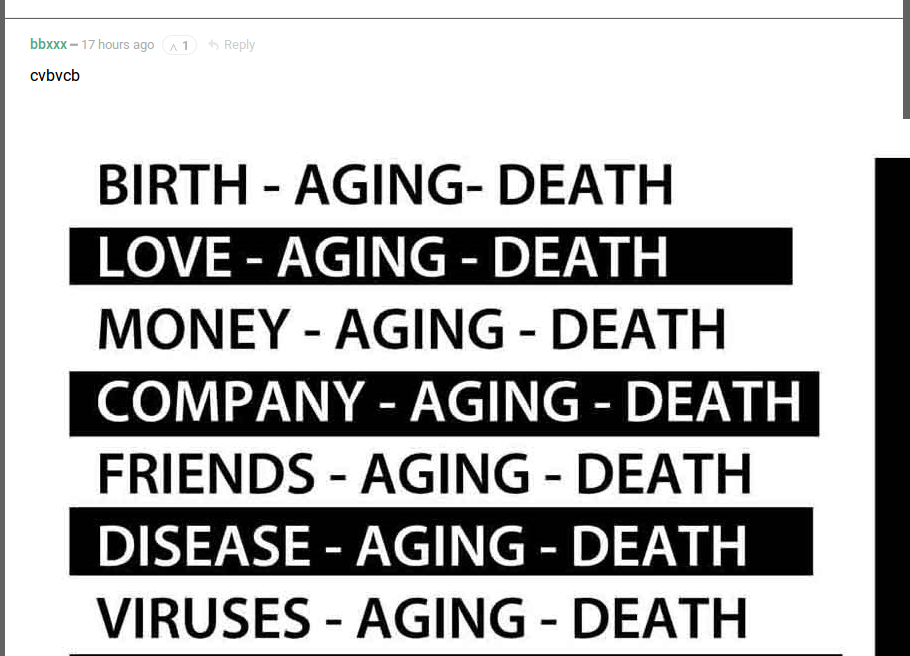 bbxxx – 17 hours ago ʌ 1 Reply
cvbvcb
BIRTH - AGING- DEATH
LOVE - AGING - DEATH
MONEY - AGING - DEATH
COMPANY - AGING - DEATH
FRIENDS - AGING - DEATH
DISEASE - AGING - DEATH
VIRUSES - AGING - DEATH